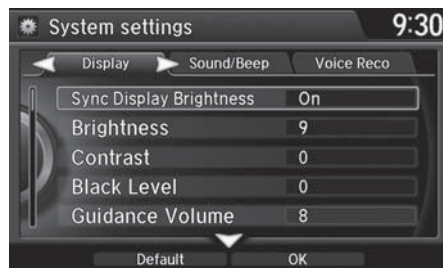 System settings 9:30
Display Sound/Beep Voice Reco
Sync Display Brightness On
Brightness 9
Contrast 0
Black Level 0
Guidance Volume 8
Default OK